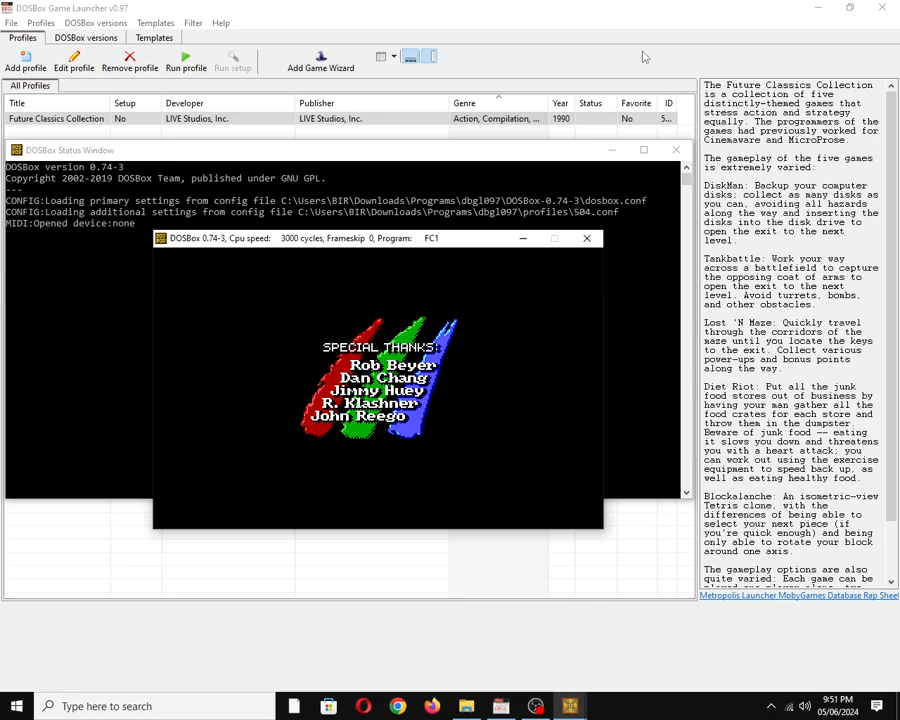 DOSBox Game Launcher v0.97
File Profiles DOSBox versions Templates Filter Help
Profiles DOSBox versions Templates
Add profile Edit profile Remove profile Run profile Run setup Add Game Wizard
All Profiles
Title Setup Developer Publisher Genre Year Status Favorite ID
Future Classics Collection No LIVE Studios, Inc. LIVE Studios, Inc. Action, Compilation, ... 1990 No 5...
DOSBox Status Window
DOSBox version 0.74-3
Copyright 2002-2019 DOSBox Team, published under GNU GPL.
---
CONFIG:Loading primary settings from config file C:\Users\BIR\Downloads\Programs\dbgl097\DOSBox-0.74-3\dosbox.conf
CONFIG:Loading additional settings from config file C:\Users\BIR\Downloads\Programs\dbgl097\profiles\504.conf
MIDI:Opened device:none
DOSBox 0.74-3, Cpu speed: 3000 cycles, Frameskip 0, Program: FC1
SPECIAL THANKS:
Rob Beyer
Dan Chang
Jimmy Huey
R. Klashner
John Reego
The Future Classics Collection
is a collection of five
distinctly-themed games that
stress action and strategy
equally. The programmers of the
games had previously worked for
Cinemaware and MicroProse.
The gameplay of the five games
is extremely varied:
DiskMan: Backup your computer
disks; collect as many disks as
you can, avoiding all hazards
along the way and inserting the
disks into the disk drive to
open the exit to the next
level.
Tankbattle: Work your way
across a battlefield to capture
the opposing coat of arms to
open the exit to the next
level. Avoid turrets, bombs,
and other obstacles.
Lost 'N Maze: Quickly travel
through the corridors of the
maze until you locate the keys
to the exit. Collect various
power-ups and bonus points
along the way.
Diet Riot: Put all the junk
food stores out of business by
having your man gather all the
food crates for each store and
throw them in the dumpster.
Beware of junk food -- eating
it slows you down and threatens
you with a heart attack; you
can work out using the exercise
equipment to speed back up, as
well as eating healthy food.
Blockalanche: An isometric-view
Tetris clone, with the
differences of being able to
select your next piece (if
you're quick enough) and being
only able to rotate your block
around one axis.
The gameplay options are also
quite varied: Each game can be
Metropolis Launcher MobyGames Database Rap Sheet
Type here to search
9:51 PM
05/06/2024